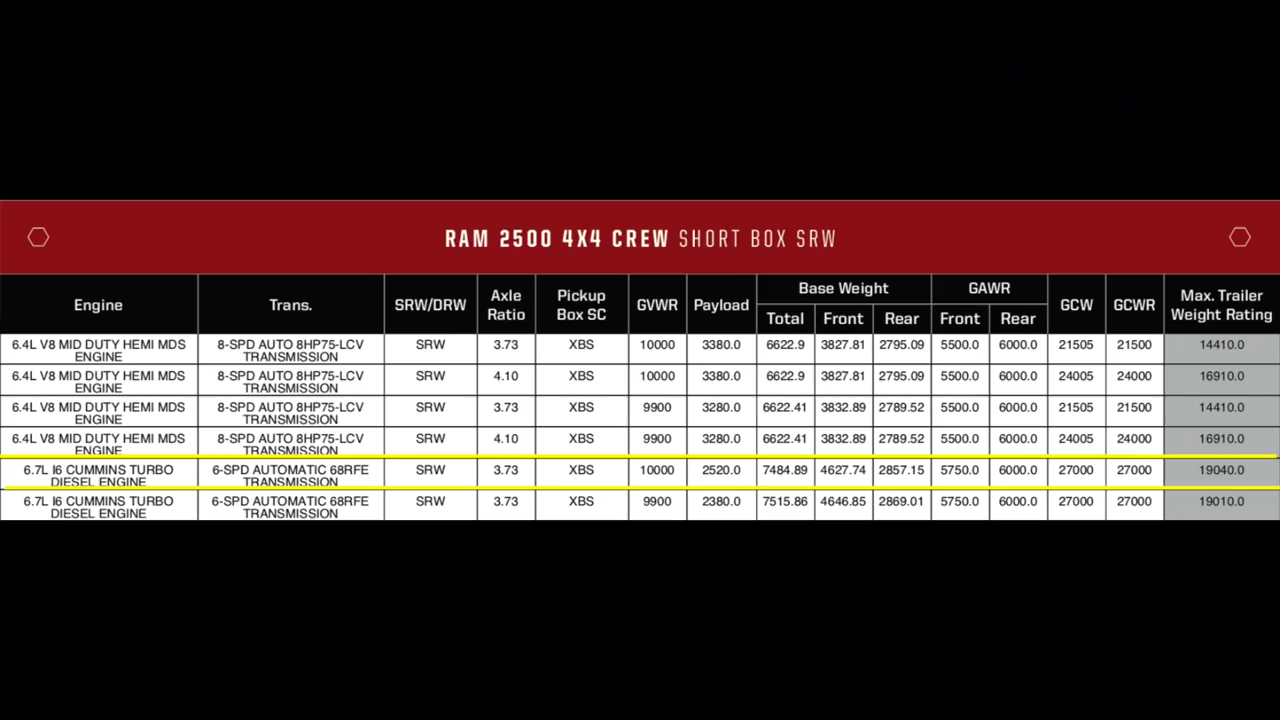 RAM 2500 4X4 CREW SHORT BOX SRW
Engine Trans. SRW/DRW Axle Ratio Pickup Box SC GVWR Payload Base Weight GAWR GCW GCWR Max. Trailer Weight Rating
Total Front Rear Front Rear
6.4L V8 MID DUTY HEMI MDS ENGINE 8-SPD AUTO 8HP75-LCV TRANSMISSION SRW 3.73 XBS 10000 3380.0 6622.9 3827.81 2795.09 5500.0 6000.0 21505 21500 14410.0
6.4L V8 MID DUTY HEMI MDS ENGINE 8-SPD AUTO 8HP75-LCV TRANSMISSION SRW 4.10 XBS 10000 3380.0 6622.9 3827.81 2795.09 5500.0 6000.0 24005 24000 16910.0
6.4L V8 MID DUTY HEMI MDS ENGINE 8-SPD AUTO 8HP75-LCV TRANSMISSION SRW 3.73 XBS 9900 3280.0 6622.41 3832.89 2789.52 5500.0 6000.0 21505 21500 14410.0
6.4L V8 MID DUTY HEMI MDS ENGINE 8-SPD AUTO 8HP75-LCV TRANSMISSION SRW 4.10 XBS 9900 3280.0 6622.41 3832.89 2789.52 5500.0 6000.0 24005 24000 16910.0
6.7L I6 CUMMINS TURBO DIESEL ENGINE 6-SPD AUTOMATIC 68RFE TRANSMISSION SRW 3.73 XBS 10000 2520.0 7484.89 4627.74 2857.15 5750.0 6000.0 27000 27000 19040.0
6.7L I6 CUMMINS TURBO DIESEL ENGINE 6-SPD AUTOMATIC 68RFE TRANSMISSION SRW 3.73 XBS 9900 2380.0 7515.86 4646.85 2869.01 5750.0 6000.0 27000 27000 19010.0